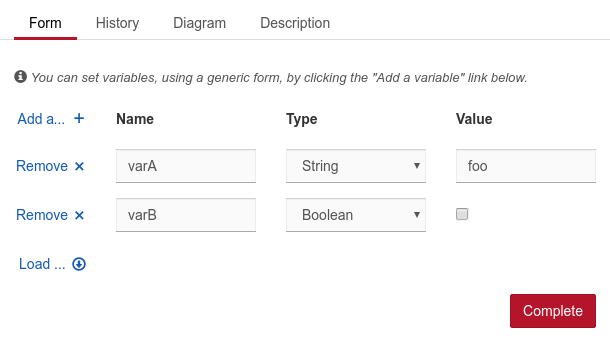 Form History Diagram Description
You can set variables, using a generic form, by clicking the "Add a variable" link below.
Add a... + Name Type Value
Remove × varA String foo
Remove × varB Boolean
Load ...
Complete